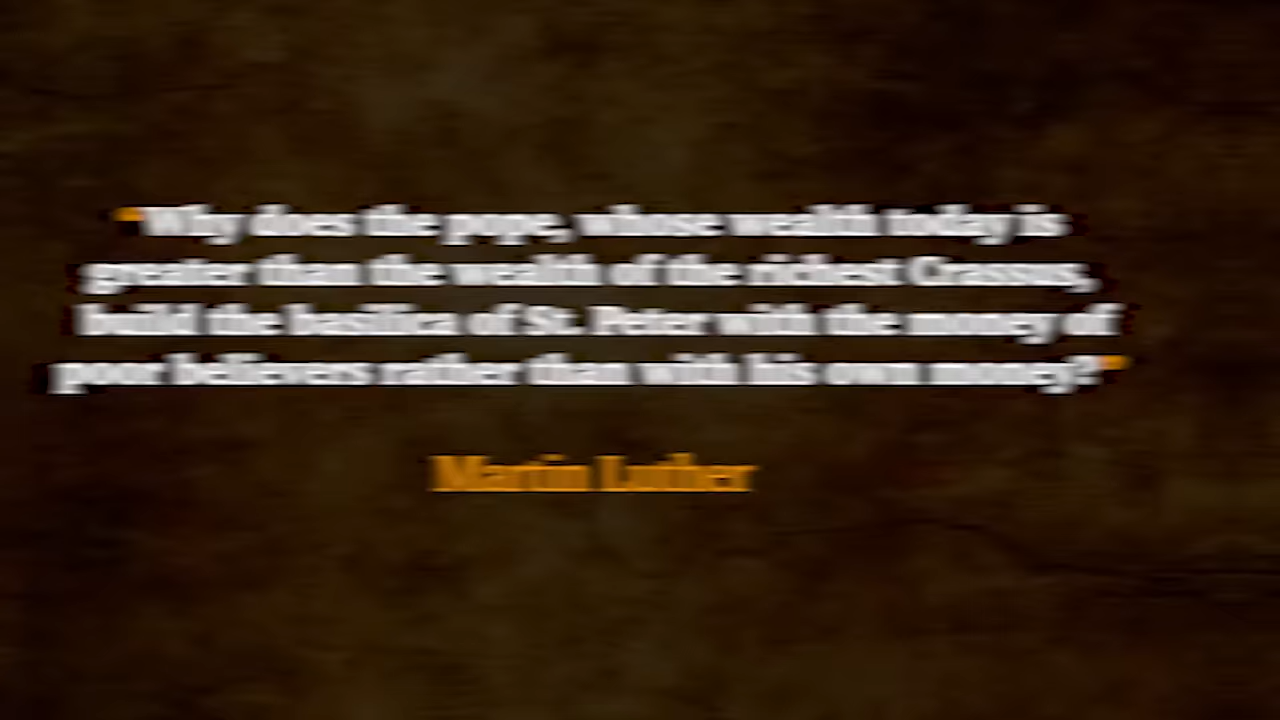 "Why does the pope, whose wealth today is
greater than the wealth of the richest Crassus,
build the basilica of St. Peter with the money of
poor believers rather than with his own money?"
Martin Luther